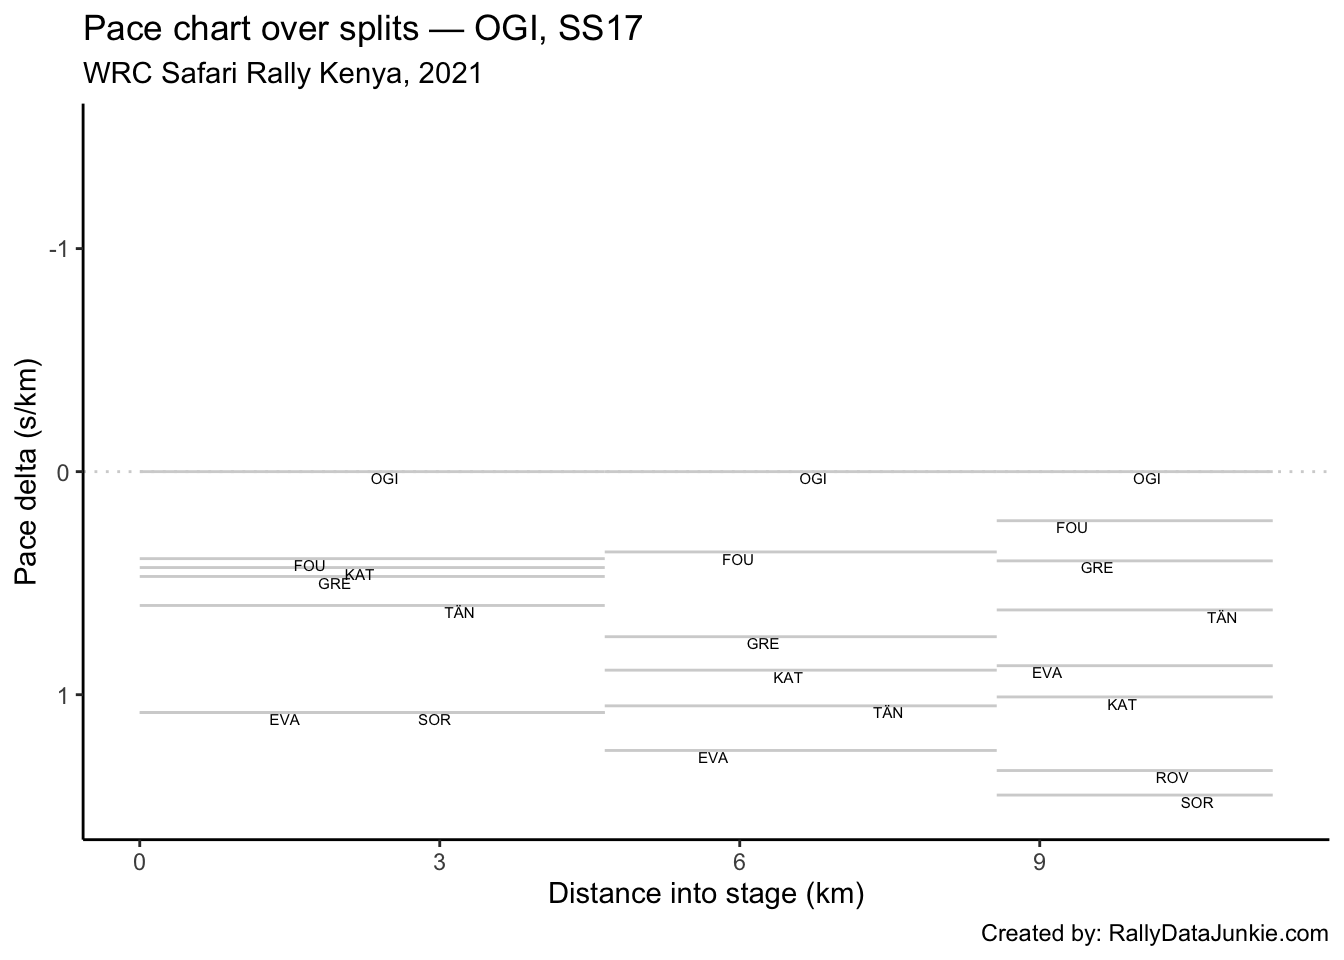 Pace chart over splits — OGI, SS17
WRC Safari Rally Kenya, 2021
Pace delta (s/km)
-1
0
1
OGI OGI OGI
FOU
FOU KAT
GRE
FOU
GRE
TÄN
TÄN
GRE
EVA
KAT
KAT
TÄN
EVA SOR
EVA
ROV
SOR
0 3 6 9
Distance into stage (km)
Created by: RallyDataJunkie.com